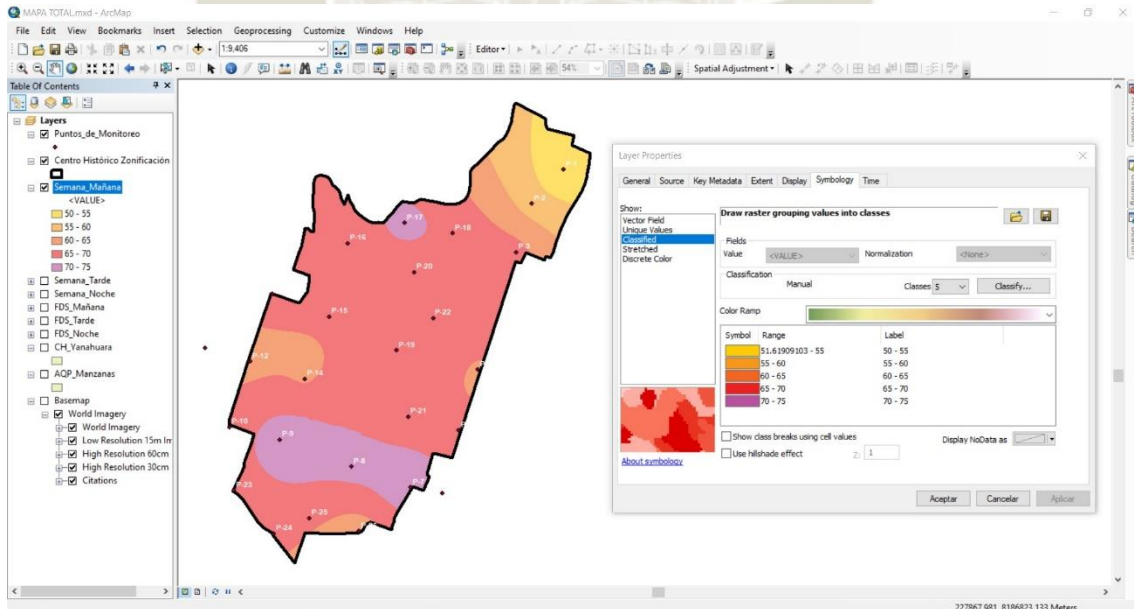 MAPA TOTAL.mxd - ArcMap
File Edit View Bookmarks Insert Selection Geoprocessing Customize Windows Help
1:9,406
Editor
54%
Spatial Adjustment
Table Of Contents
Layers
Puntos_de_Monitoreo
Centro Histórico Zonificación
Semana_Mañana
<VALUE>
50 - 55
55 - 60
60 - 65
65 - 70
70 - 75
Semana_Tarde
Semana_Noche
FDS_Mañana
FDS_Tarde
FDS_Noche
CH_Yanahuara
AQP_Manzanas
Basemap
World Imagery
World Imagery
Low Resolution 15m Im
High Resolution 60cm
High Resolution 30cm
Citations
P-1
P-2
P-17
P-18
P-16
P-3
P-20
P-15
P-22
P-19
P-12
P-14
P-21
P-10
P-9
P-8
P-7
P-23
P-25
P-24
Layer Properties
General Source Key Metadata Extent Display Symbology Time
Show:
Vector Field
Unique Values
Classified
Stretched
Discrete Color
About symbology
Draw raster grouping values into classes
Fields
Value <VALUE> Normalization <None>
Classification
Manual Classes 5 Classify...
Color Ramp
Symbol Range Label
51.61909103 - 55 50 - 55
55 - 60 55 - 60
60 - 65 60 - 65
65 - 70 65 - 70
70 - 75 70 - 75
Show class breaks using cell values Display NoData as
Use hillshade effect Z: 1
Aceptar Cancelar Aplicar
227867.981 8186823.133 Meters